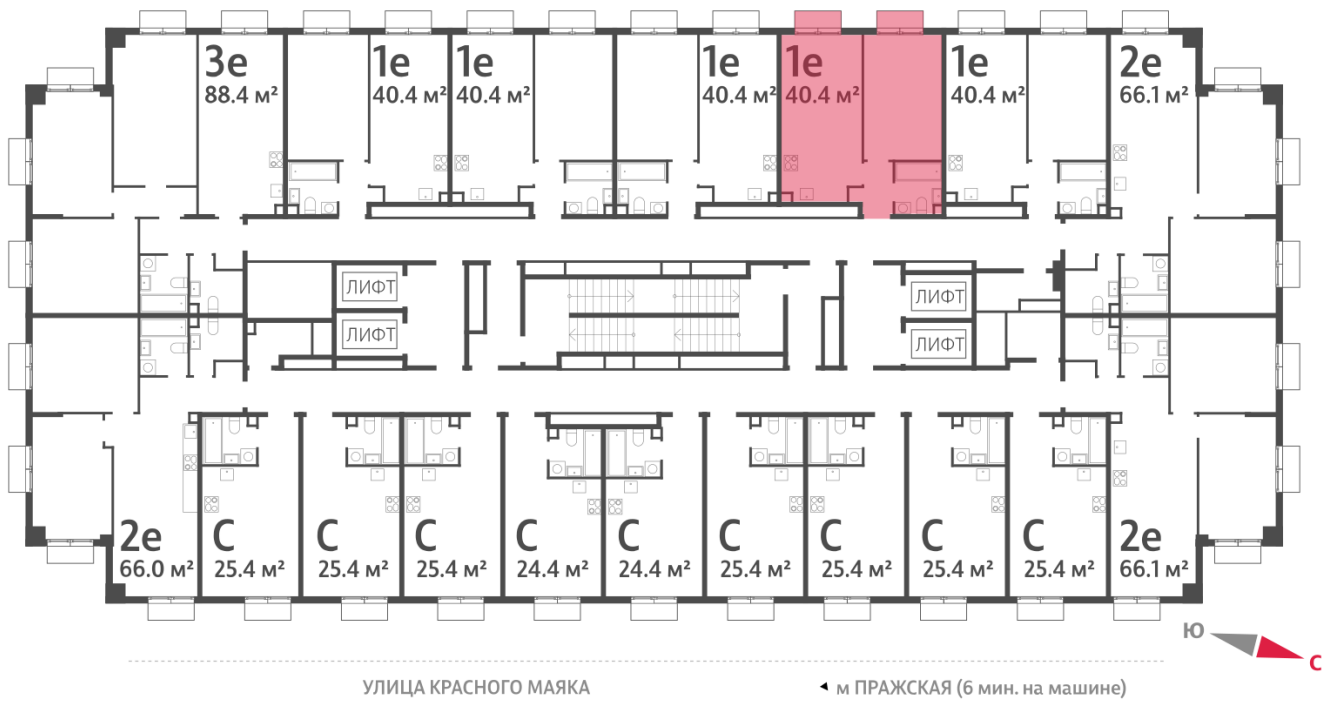 3е
88.4 м²
1е
40.4 м²
1е
40.4 м²
1е
40.4 м²
1е
40.4 м²
1е
40.4 м²
2е
66.1 м²
ЛИФТ
ЛИФТ
ЛИФТ
ЛИФТ
2е
66.0 м²
С
25.4 м²
С
25.4 м²
С
25.4 м²
С
24.4 м²
С
24.4 м²
С
25.4 м²
С
25.4 м²
С
25.4 м²
С
25.4 м²
2е
66.1 м²
Ю
С
УЛИЦА КРАСНОГО МАЯКА
м ПРАЖСКАЯ (6 мин. на машине)